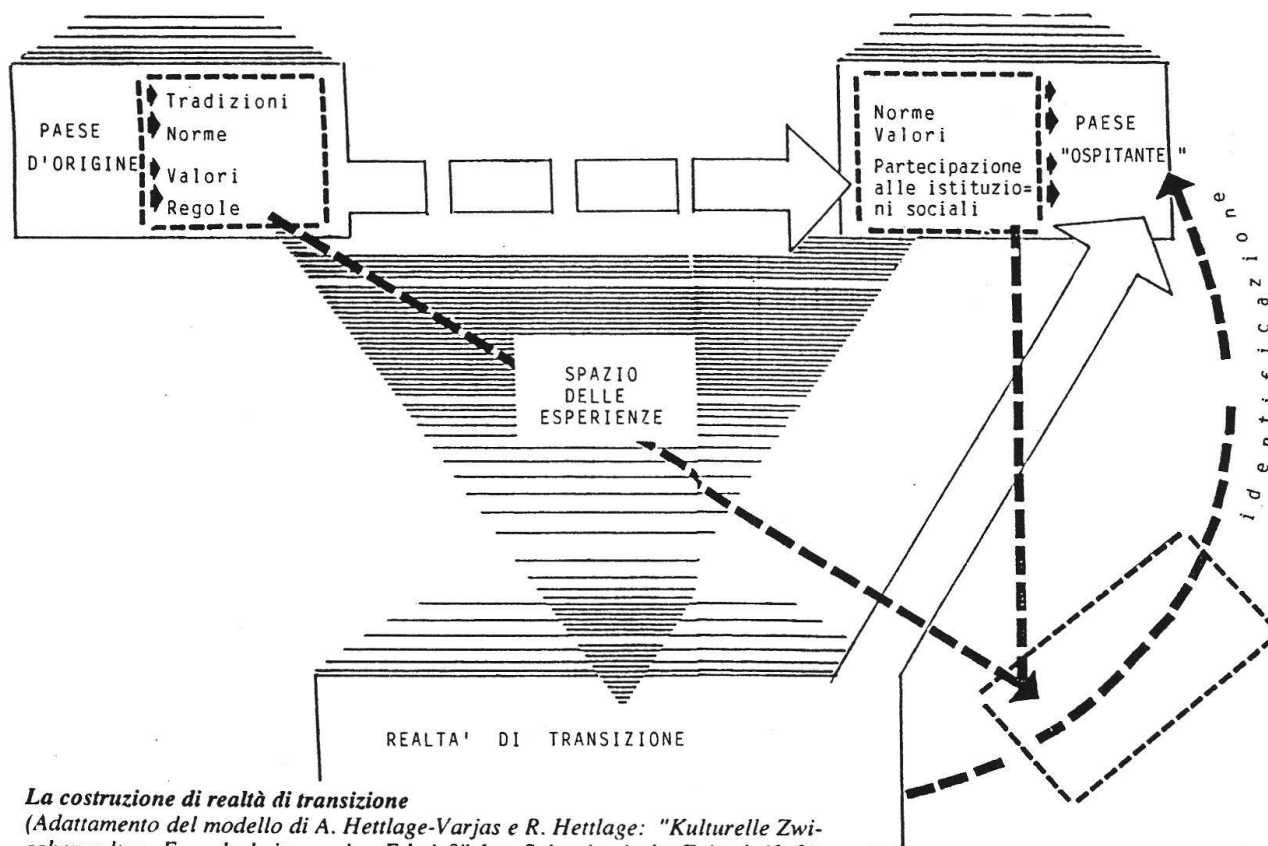 PAESE
D'ORIGINE
Tradizioni
Norme
Valori
Regole
Norme
Valori
Partecipazione
alle istituzio=
ni sociali
PAESE
"OSPITANTE"
identificazione
SPAZIO
DELLE
ESPERIENZE
REALTA' DI TRANSIZIONE
La costruzione di realtà di transizione
(Adattamento del modello di A. Hettlage-Varjas e R. Hettlage: "Kulturelle Zwi-